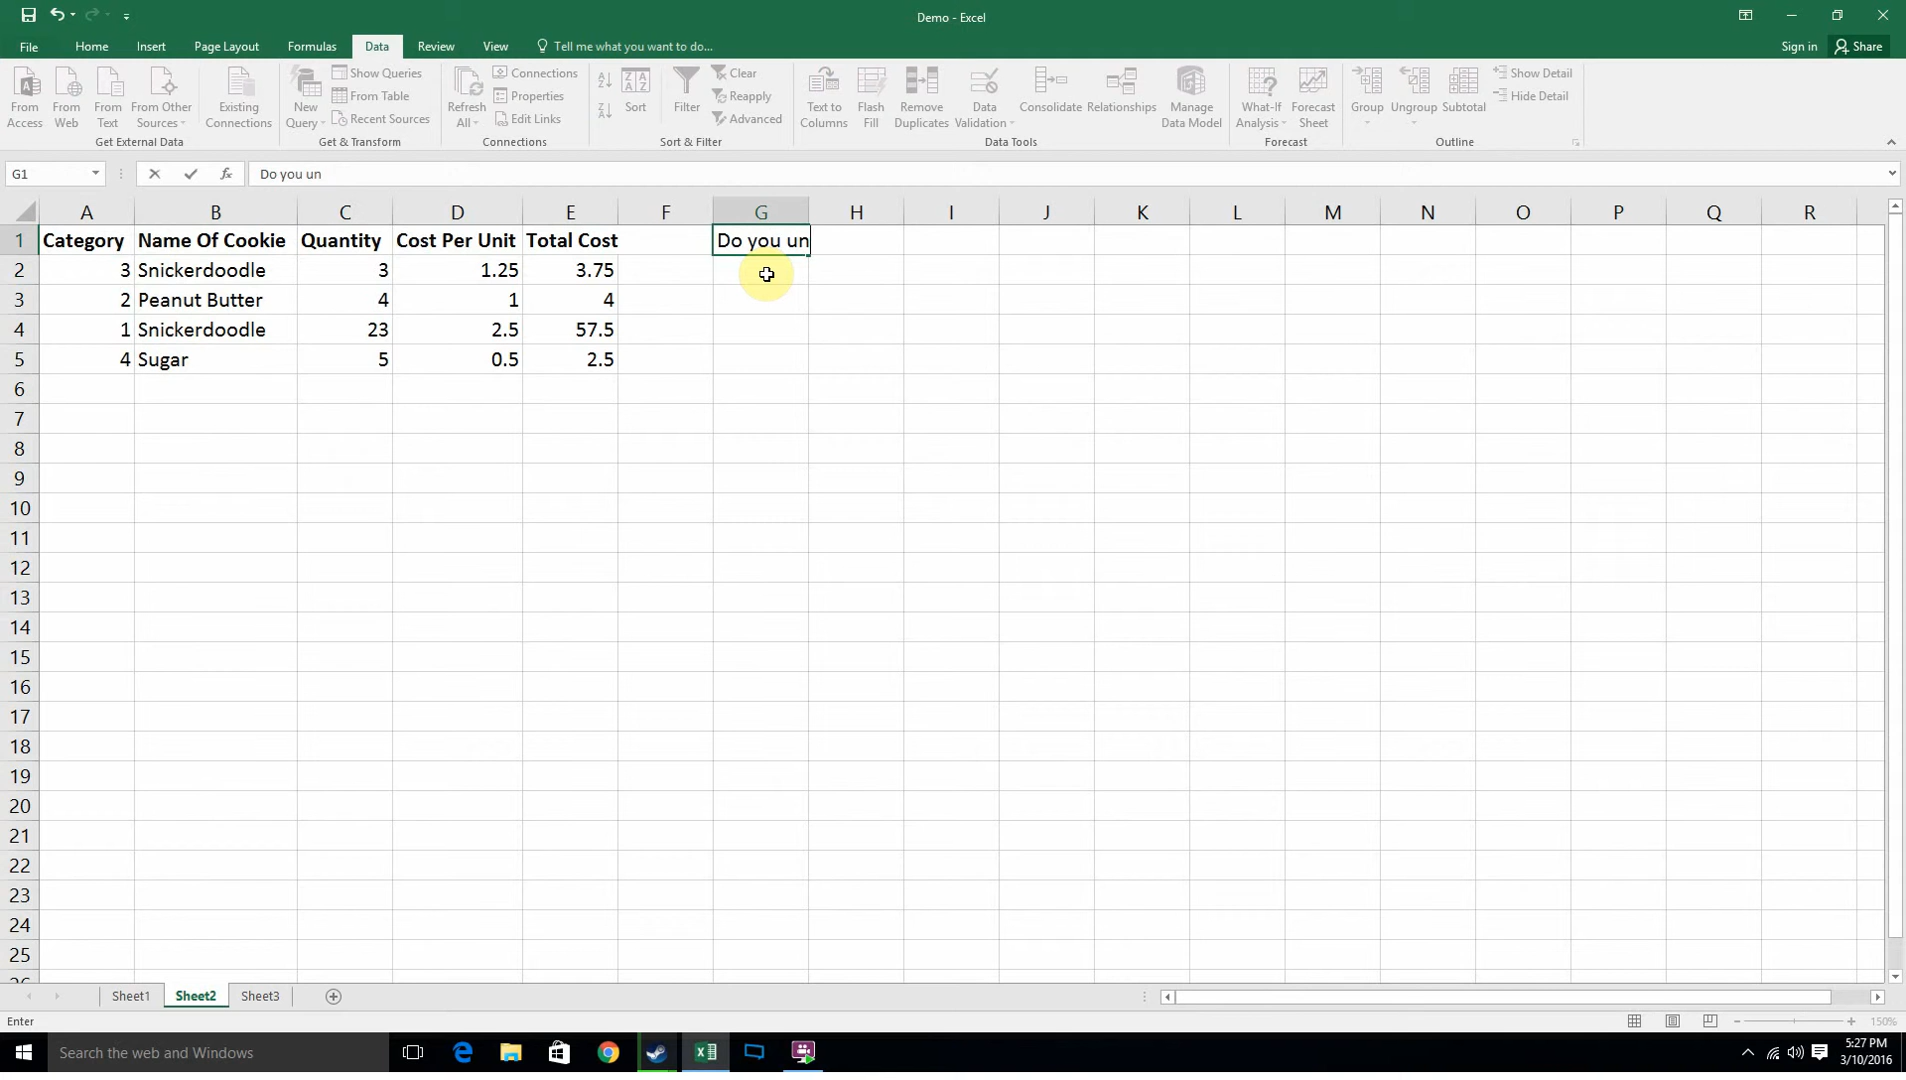 Demo - Excel
File Home Insert Page Layout Formulas Data Review View Tell me what you want to do... Sign in Share
From Access
From Web
From Text
From Other Sources
Existing Connections
Get External Data
New Query
Show Queries
From Table
Recent Sources
Get & Transform
Refresh All
Connections
Properties
Edit Links
Connections
Sort
Filter
Clear
Reapply
Advanced
Sort & Filter
Text to Columns
Flash Fill
Remove Duplicates
Data Validation
Consolidate
Relationships
Manage Data Model
Data Tools
What-If Analysis
Forecast Sheet
Forecast
Group
Ungroup
Subtotal
Show Detail
Hide Detail
Outline
G1 fx Do you un
A B C D E F G H I J K L M N O P Q R
1 Category Name Of Cookie Quantity Cost Per Unit Total Cost Do you un
2 3 Snickerdoodle 3 1.25 3.75
3 2 Peanut Butter 4 1 4
4 1 Snickerdoodle 23 2.5 57.5
5 4 Sugar 5 0.5 2.5
6
7
8
9
10
11
12
13
14
15
16
17
18
19
20
21
22
23
24
25
Sheet1 Sheet2 Sheet3
Enter 150%
Search the web and Windows
5:27 PM
3/10/2016